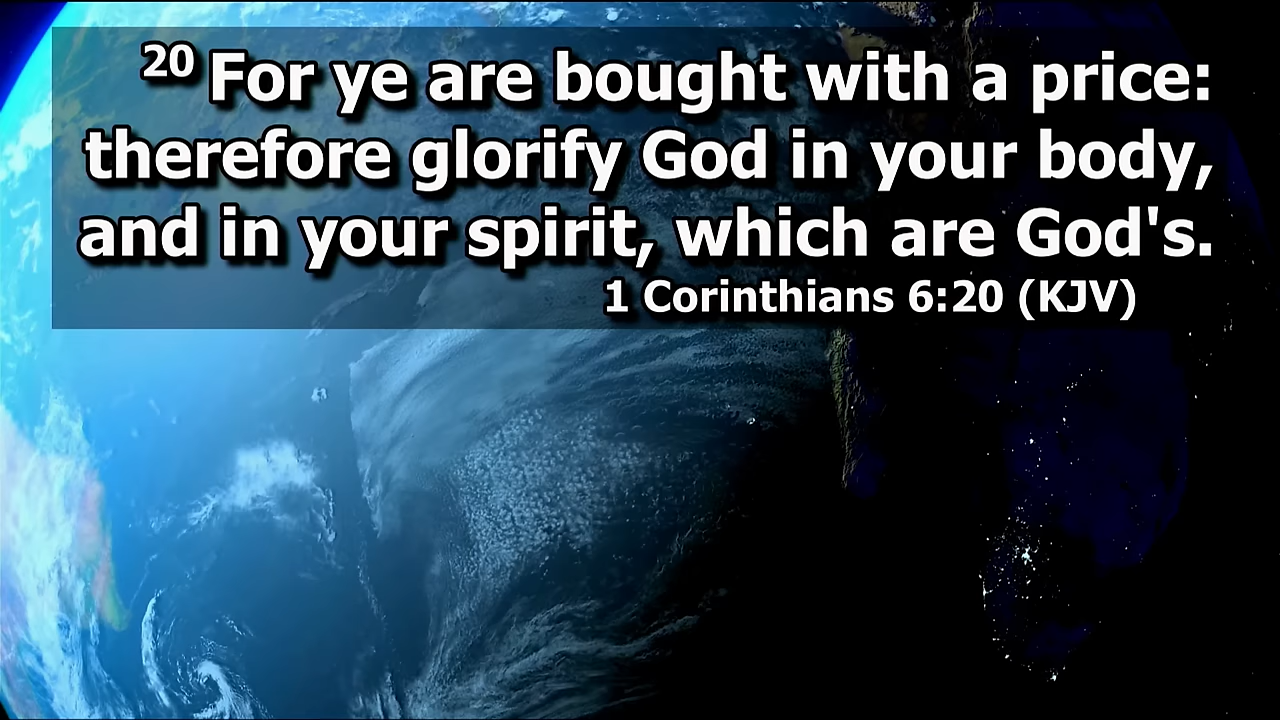 20 For ye are bought with a price:
therefore glorify God in your body,
and in your spirit, which are God's.
1 Corinthians 6:20 (KJV)